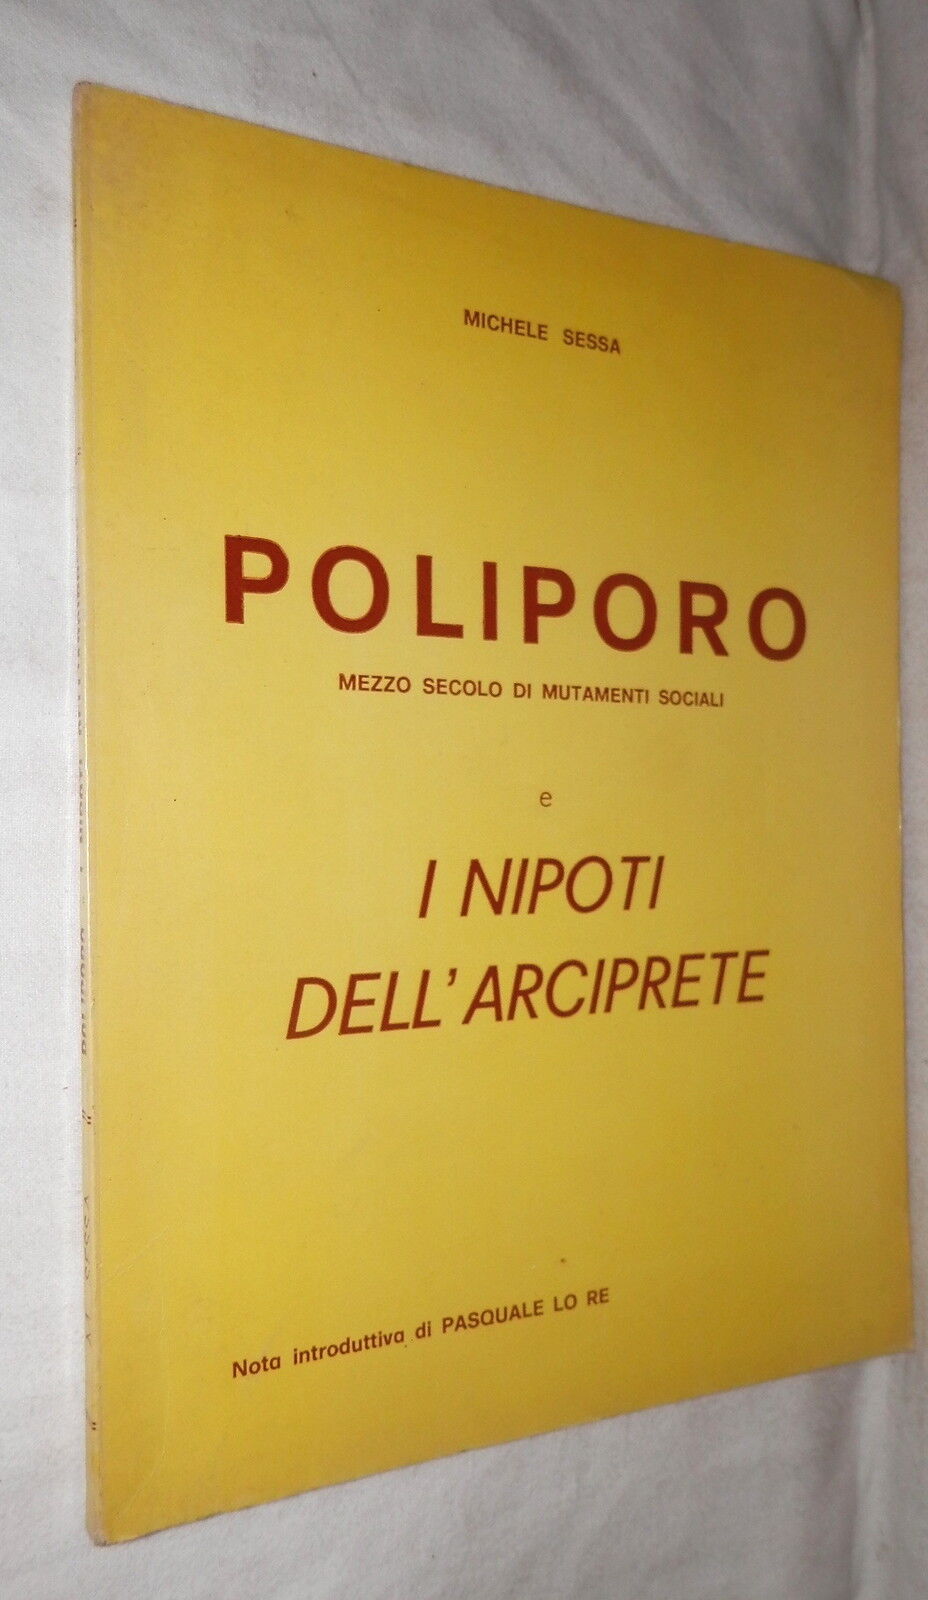 MICHELE SESSA
POLIPORO
MEZZO SECOLO DI MUTAMENTI SOCIALI
e
I NIPOTI
DELL'ARCIPRETE
Nota introduttiva di PASQUALE LO RE